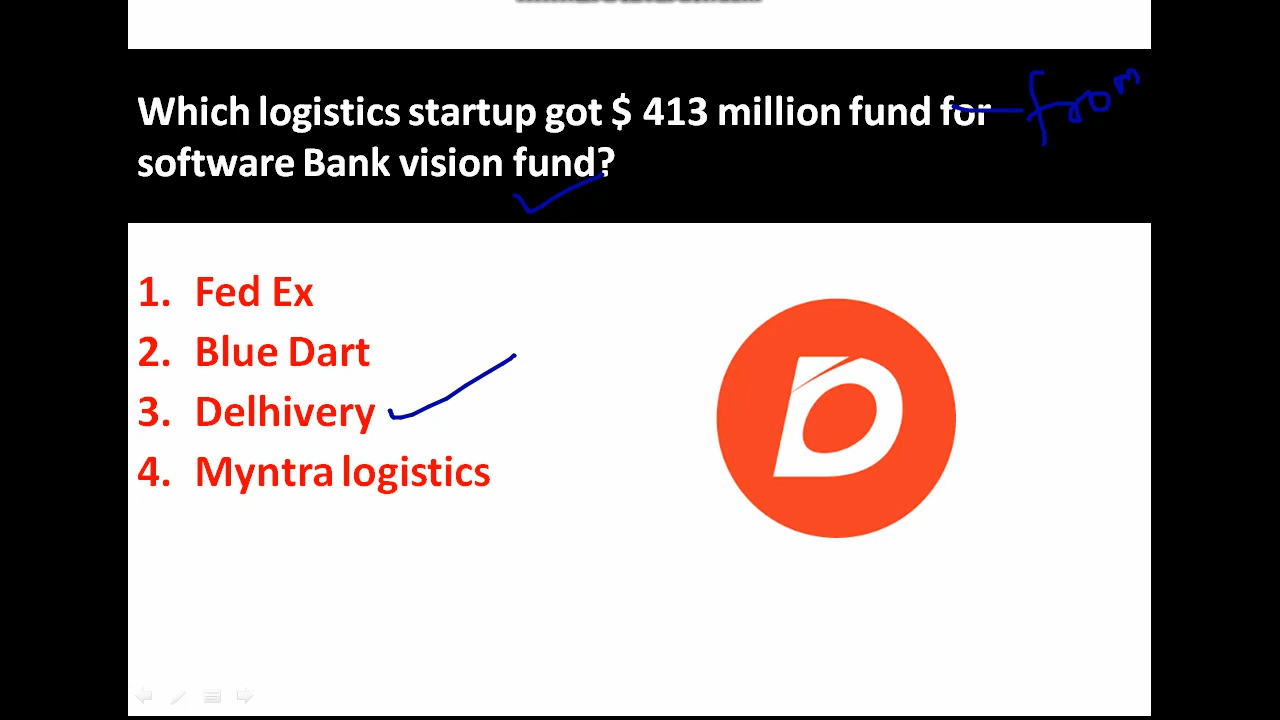 Which logistics startup got $ 413 million fund for from
software Bank vision fund?
1. Fed Ex
2. Blue Dart
3. Delhivery
4. Myntra logistics